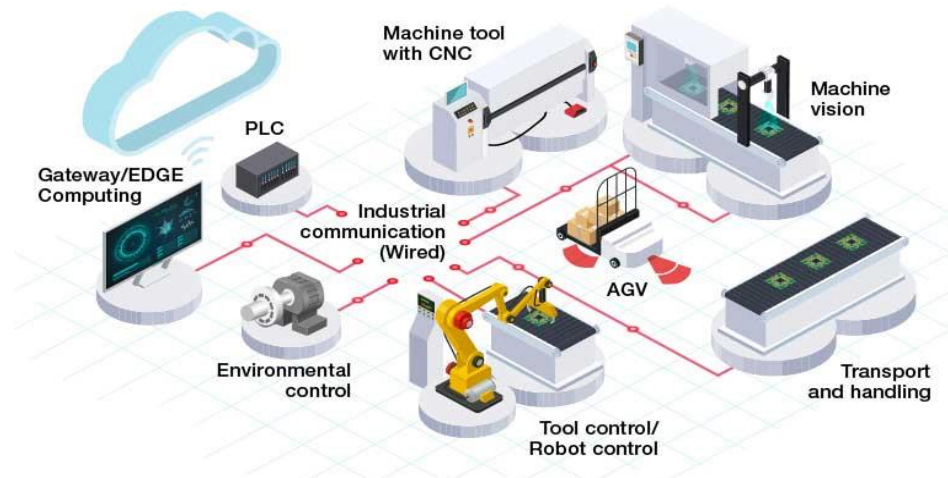 Machine tool
with CNC
Machine
vision
PLC
Gateway/EDGE
Computing
Industrial
communication
(Wired)
AGV
Environmental
control
Transport
and handling
Tool control/
Robot control